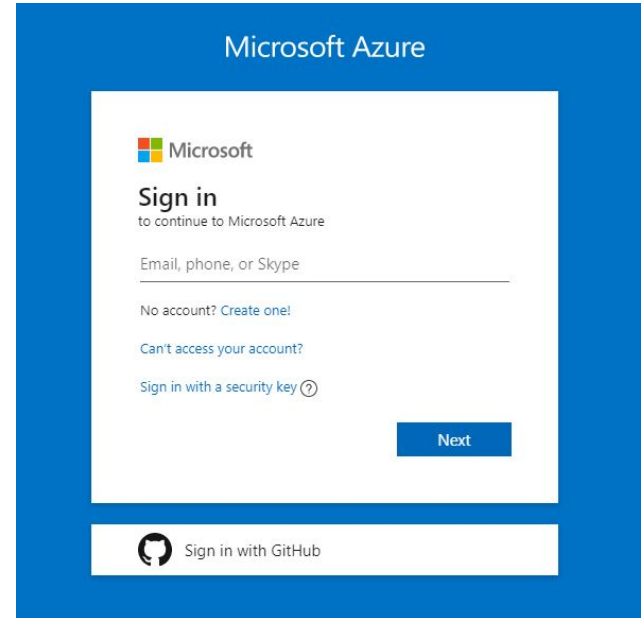 Microsoft Azure
Microsoft
Sign in
to continue to Microsoft Azure
Email, phone, or Skype
No account? Create one!
Can't access your account?
Sign in with a security key ?
Next
Sign in with GitHub